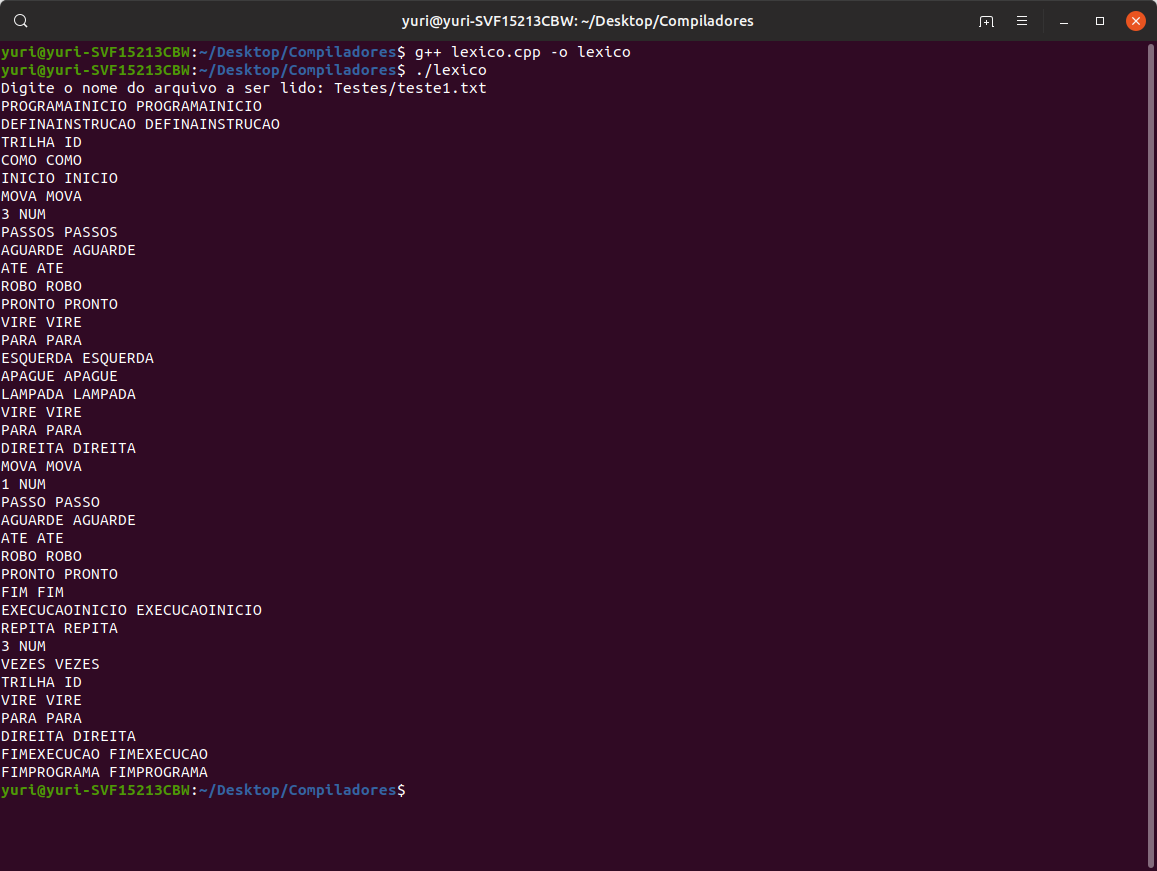 yuri@yuri-SVF15213CBW: ~/Desktop/Compiladores
yuri@yuri-SVF15213CBW:~/Desktop/Compiladores$ g++ lexico.cpp -o lexico
yuri@yuri-SVF15213CBW:~/Desktop/Compiladores$ ./lexico
Digite o nome do arquivo a ser lido: Testes/teste1.txt
PROGRAMAINICIO PROGRAMAINICIO
DEFINAINSTRUCAO DEFINAINSTRUCAO
TRILHA ID
COMO COMO
INICIO INICIO
MOVA MOVA
3 NUM
PASSOS PASSOS
AGUARDE AGUARDE
ATE ATE
ROBO ROBO
PRONTO PRONTO
VIRE VIRE
PARA PARA
ESQUERDA ESQUERDA
APAGUE APAGUE
LAMPADA LAMPADA
VIRE VIRE
PARA PARA
DIREITA DIREITA
MOVA MOVA
1 NUM
PASSO PASSO
AGUARDE AGUARDE
ATE ATE
ROBO ROBO
PRONTO PRONTO
FIM FIM
EXECUCAOINICIO EXECUCAOINICIO
REPITA REPITA
3 NUM
VEZES VEZES
TRILHA ID
VIRE VIRE
PARA PARA
DIREITA DIREITA
FIMEXECUCAO FIMEXECUCAO
FIMPROGRAMA FIMPROGRAMA
yuri@yuri-SVF15213CBW:~/Desktop/Compiladores$